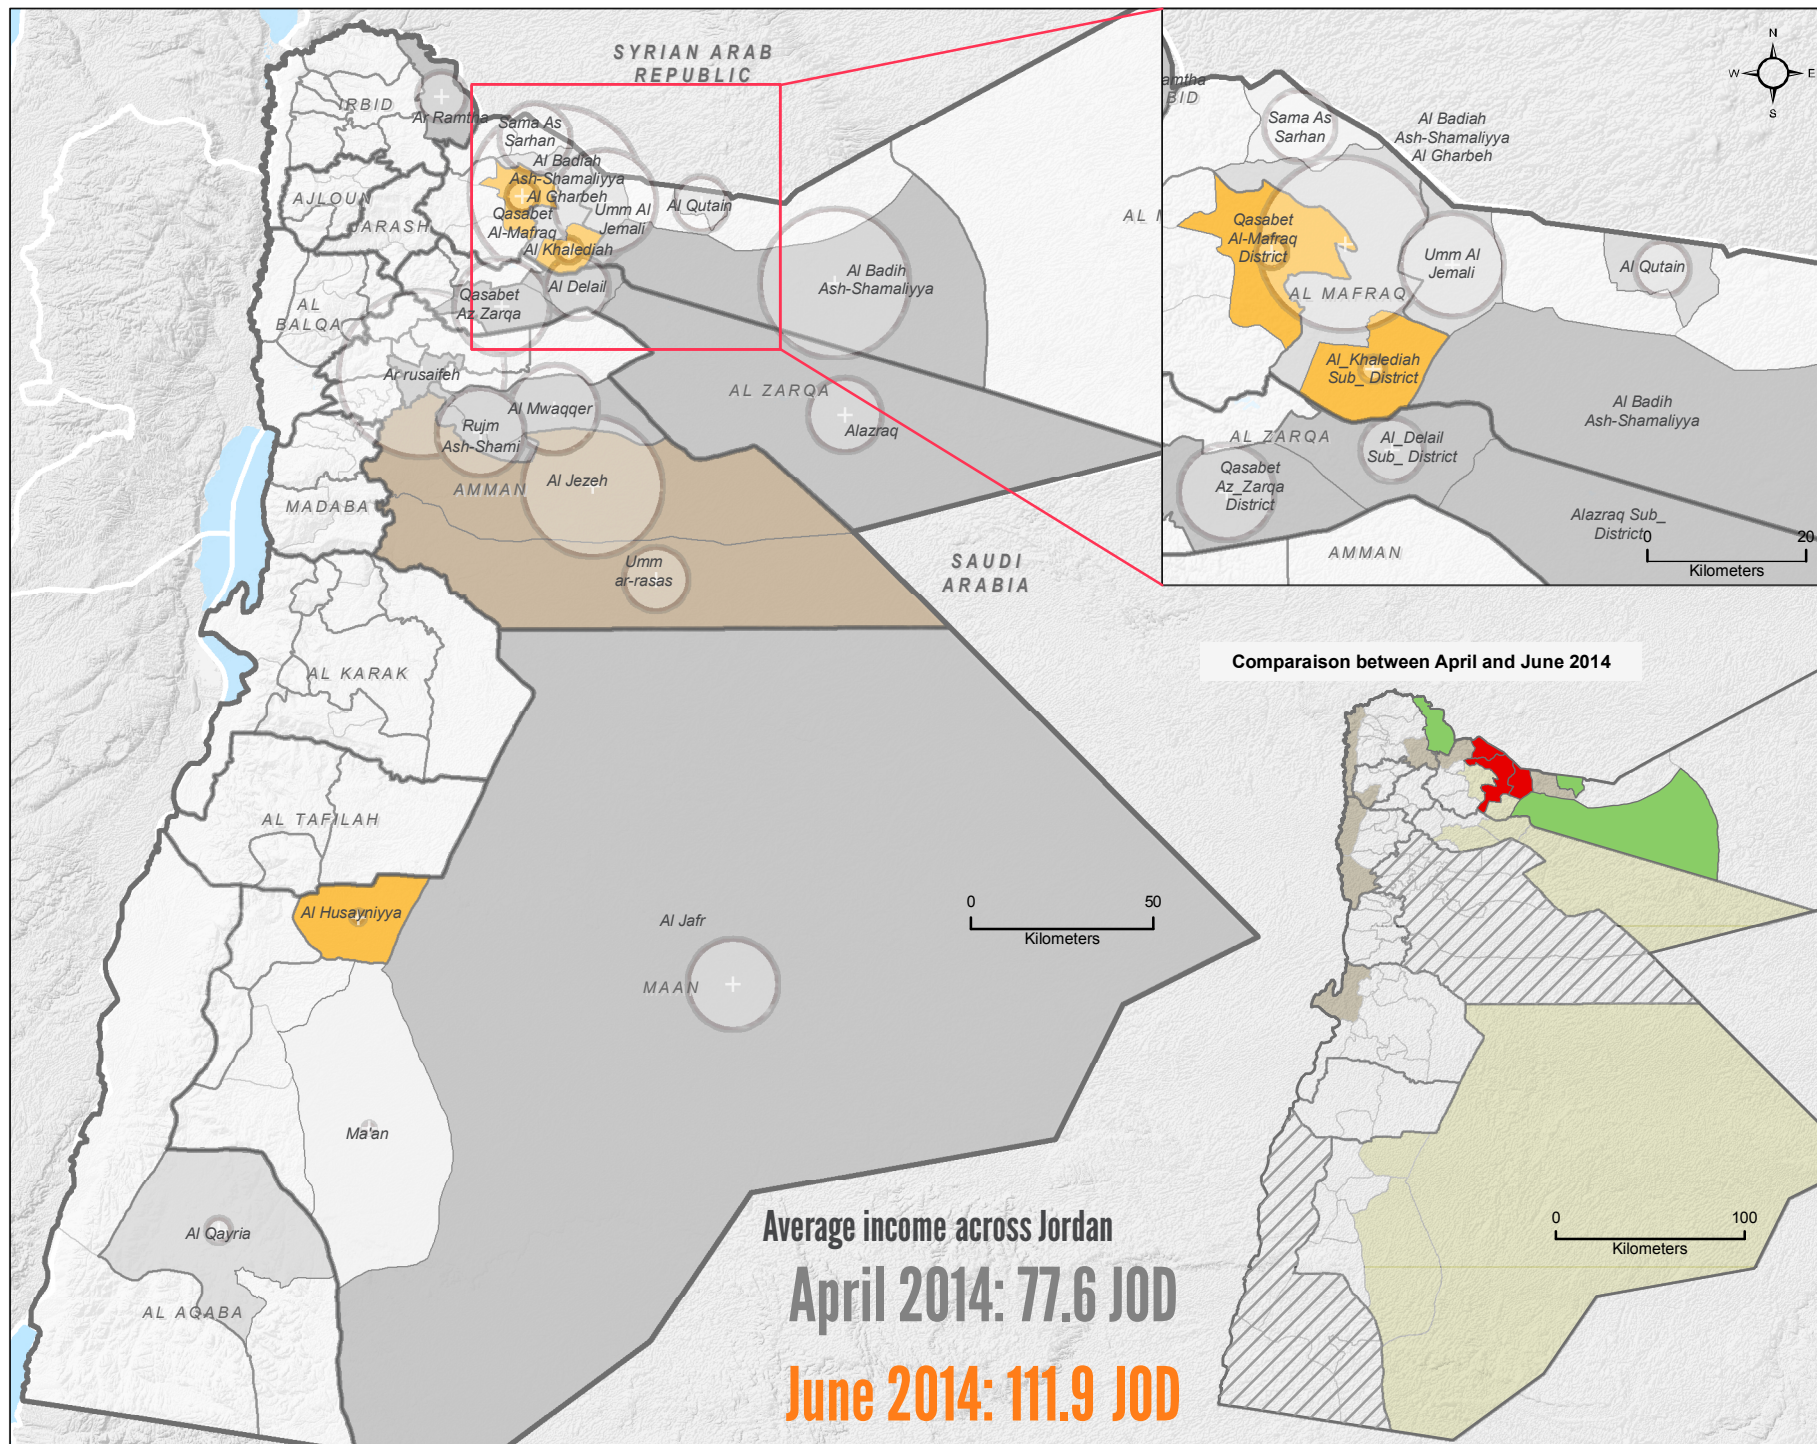 SYRIAN ARAB
REPUBLIC
IRBID
Ar Ramtha
Sama As
Sarhan
Al Badiah
Ash-Shamaliyya
Al Gharbeh
AJLOUN
JARASH
Qasabet
Al-Mafraq
Umm Al
Jemali
Al Qutain
Al Khalediah
AL
BALQA
Qasabet
Az Zarqa
Al Delail
Al Badih
Ash-Shamaliyya
Ar rusaifeh
AL ZARQA
Al Mwaqqer
Rujm
Ash-Shami
Alazraq
AMMAN
Al Jezeh
MADABA
Umm
ar-rasas
SAUDI
ARABIA
AL KARAK
AL TAFILAH
Al Husayniyya
Al Jafr
MAAN
0 50
Kilometers
Ma'an
Al Qayria
AL AQABA
Average income across Jordan
April 2014: 77.6 JOD
June 2014: 111.9 JOD
N
W E
S
amtha
BID
Sama As
Sarhan
Al Badiah
Ash-Shamaliyya
Al Gharbeh
AL M
Qasabet
Al-Mafraq
District
Umm Al
Jemali
Al Qutain
AL MAFRAQ
Al_Khalediah
Sub_ District
Al Badih
Ash-Shamaliyya
AL ZARQA
Al_Delail
Sub_ District
Qasabet
Az_Zarqa
District
Alazraq Sub_
District
AMMAN
0 20
Kilometers
Comparaison between April and June 2014
0 100
Kilometers